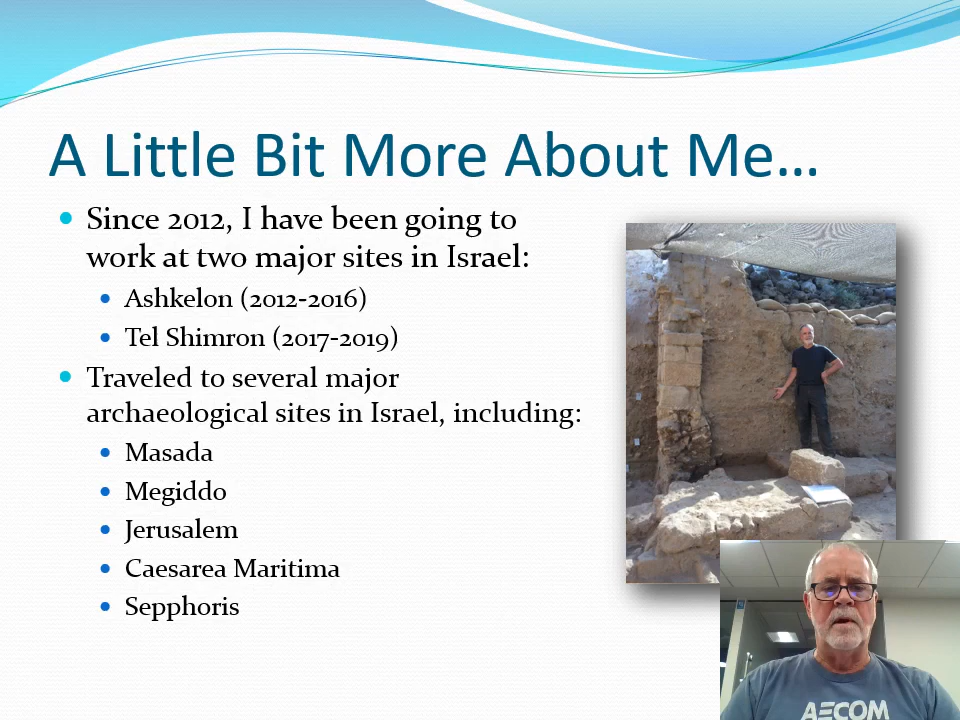 A Little Bit More About Me…
Since 2012, I have been going to
work at two major sites in Israel:
Ashkelon (2012-2016)
Tel Shimron (2017-2019)
Traveled to several major
archaeological sites in Israel, including:
Masada
Megiddo
Jerusalem
Caesarea Maritima
Sepphoris
AECOM